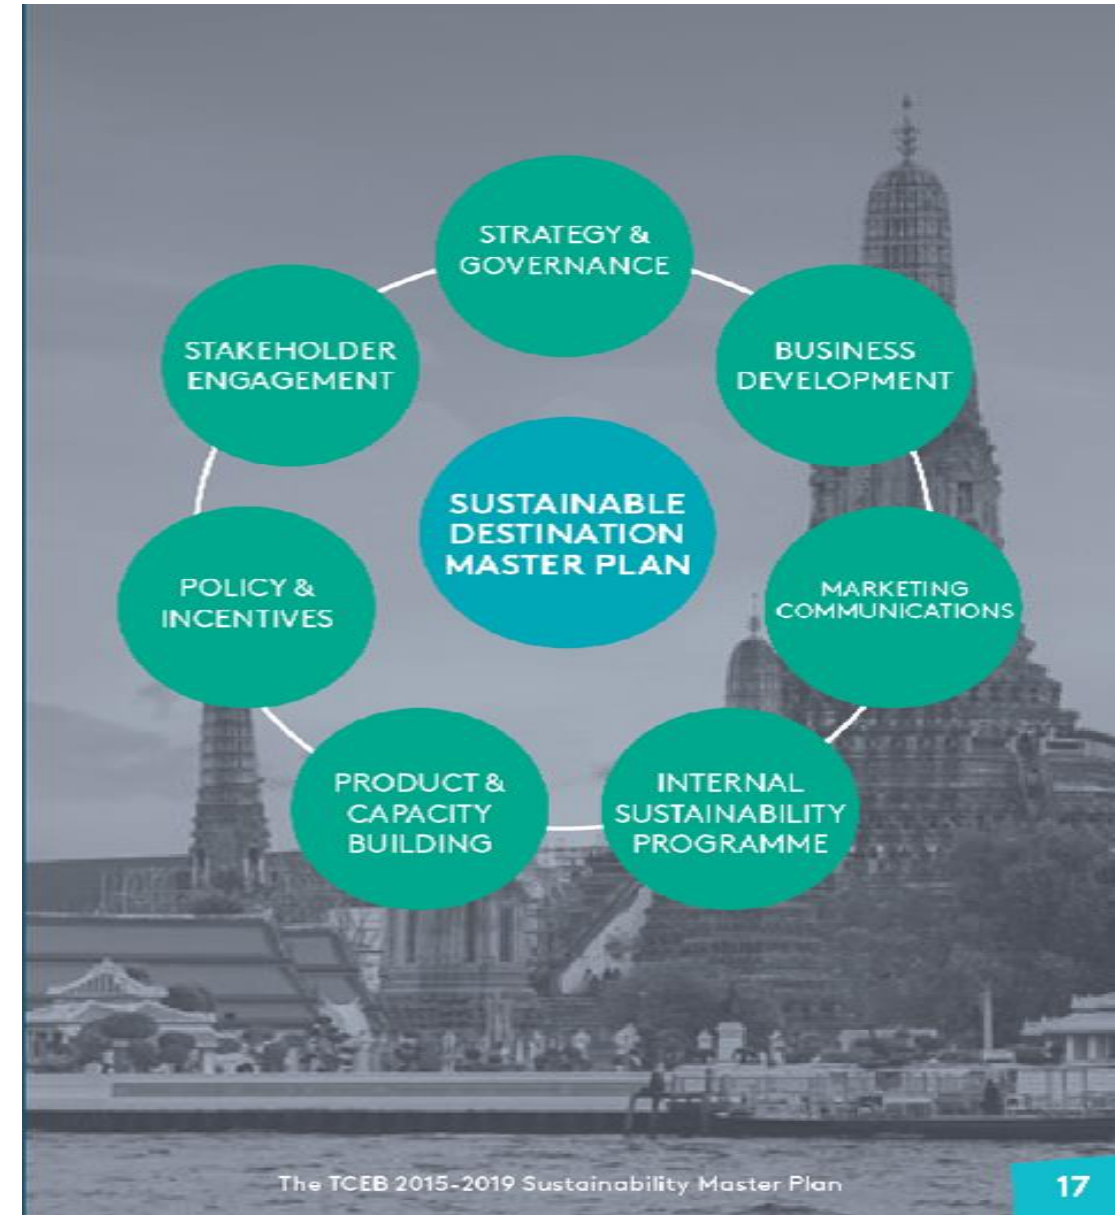 STRATEGY &
GOVERNANCE
STAKEHOLDER
ENGAGEMENT
BUSINESS
DEVELOPMENT
SUSTAINABLE
DESTINATION
MASTER PLAN
POLICY &
INCENTIVES
MARKETING
COMMUNICATIONS
PRODUCT &
CAPACITY
BUILDING
INTERNAL
SUSTAINABILITY
PROGRAMME
The TCEB 2015-2019 Sustainability Master Plan
17